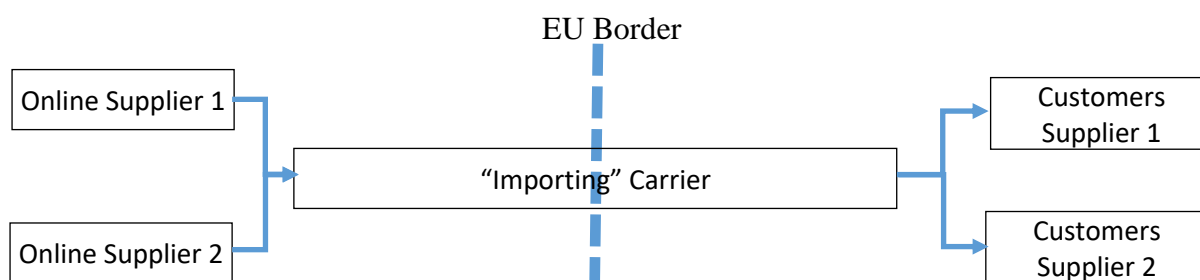 EU Border
Online Supplier 1
Customers
Supplier 1
“Importing” Carrier
Online Supplier 2
Customers
Supplier 2